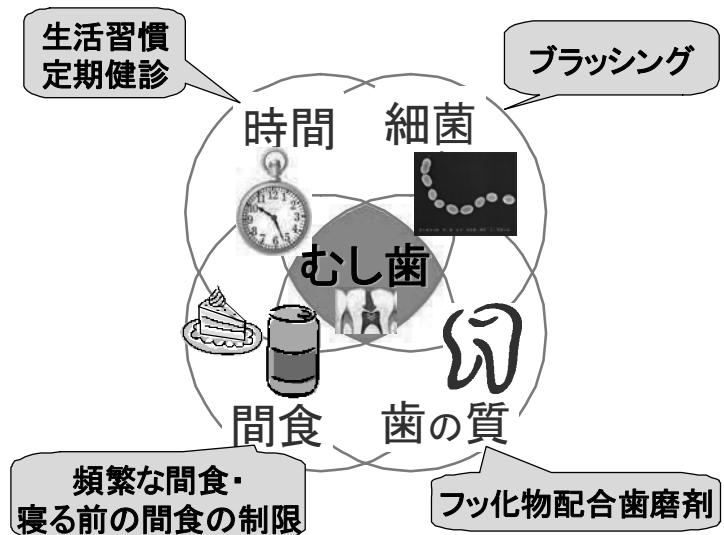 生活習慣
定期健診
ブラッシング
時間
細菌
むし歯
間食
歯の質
頻繁な間食・
寝る前の間食の制限
フッ化物配合歯磨剤